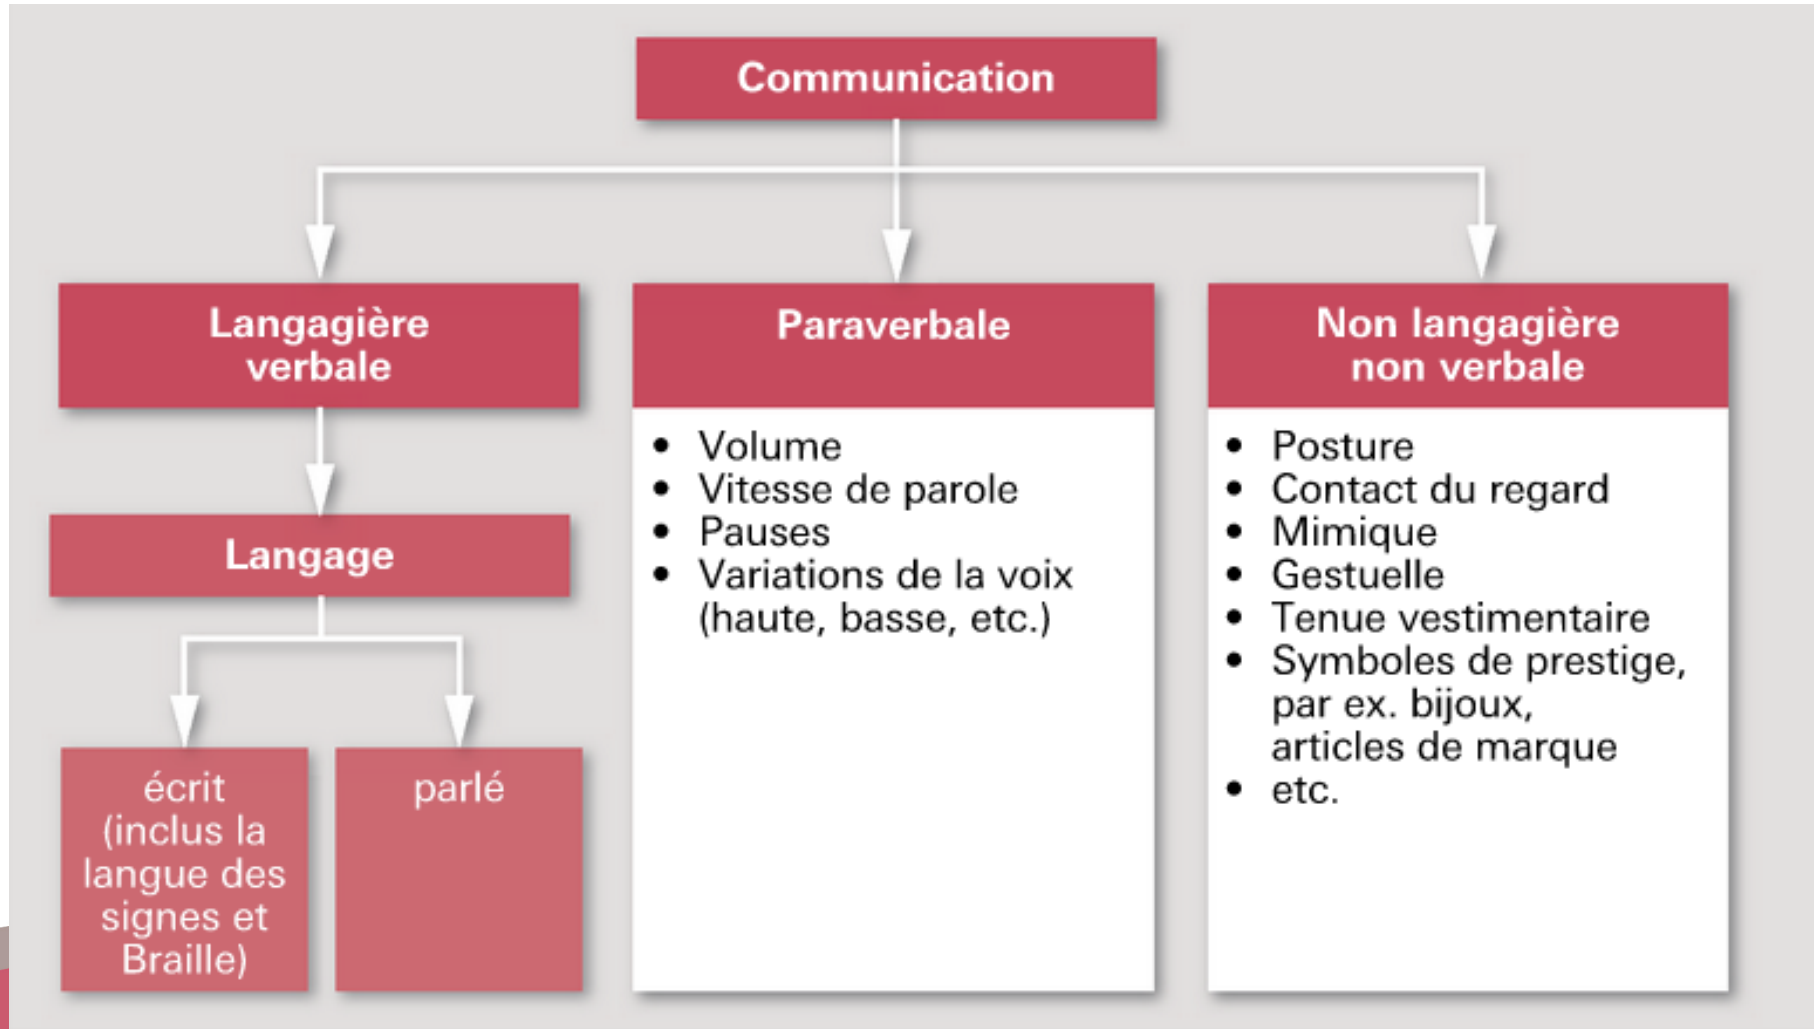 Communication
Langagière
verbale
Langage
écrit
(inclus la
langue des
signes et
Braille)
parlé
Paraverbale
• Volume
• Vitesse de parole
• Pauses
• Variations de la voix
(haute, basse, etc.)
Non langagière
non verbale
• Posture
• Contact du regard
• Mimique
• Gestuelle
• Tenue vestimentaire
• Symboles de prestige,
par ex. bijoux,
articles de marque
• etc.